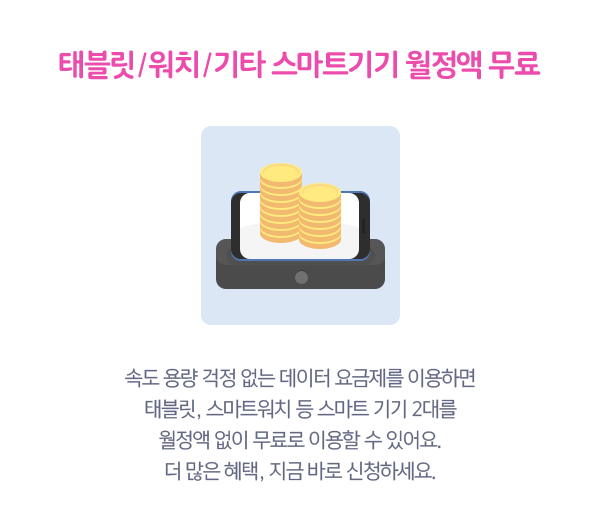 태블릿/워치/기타 스마트기기 월정액 무료
속도 용량 걱정 없는 데이터 요금제를 이용하면
태블릿, 스마트워치 등 스마트 기기 2대를
월정액 없이 무료로 이용할 수 있어요.
더 많은 혜택, 지금 바로 신청하세요.